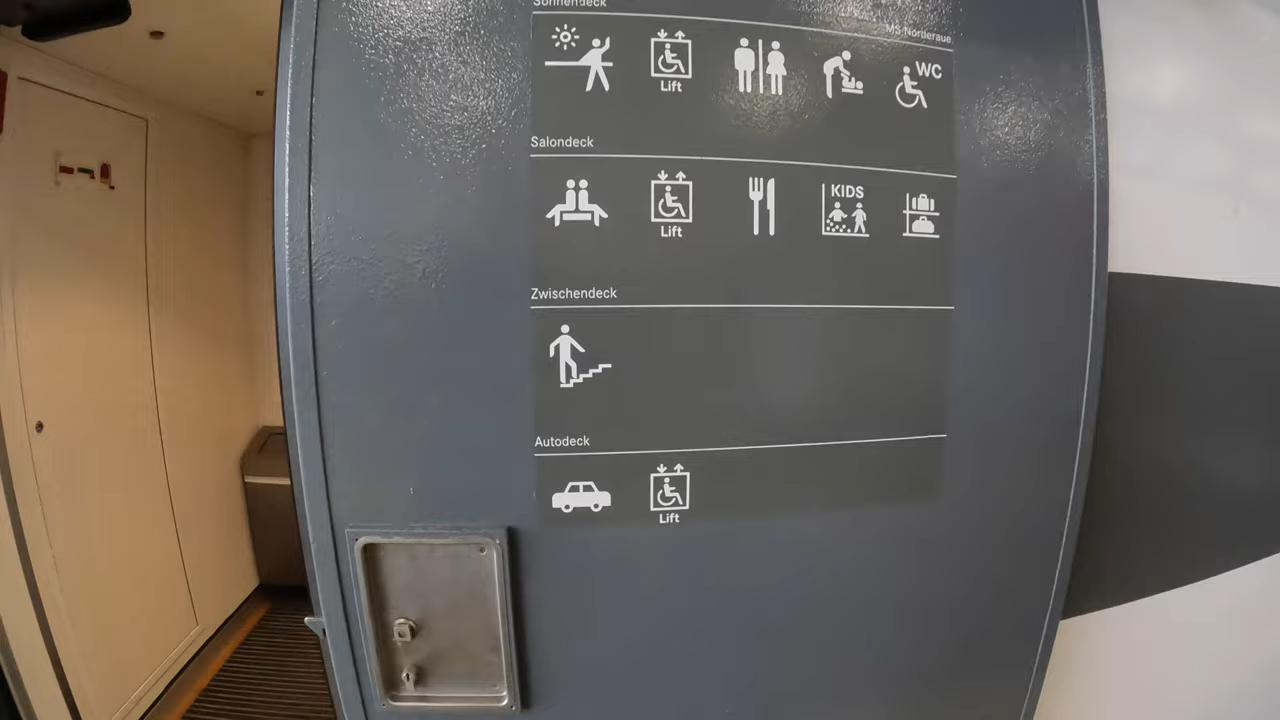 Sonnendeck
MS Norderaue
Lift
WC
Salondeck
KIDS
Lift
Zwischendeck
Autodeck
Lift